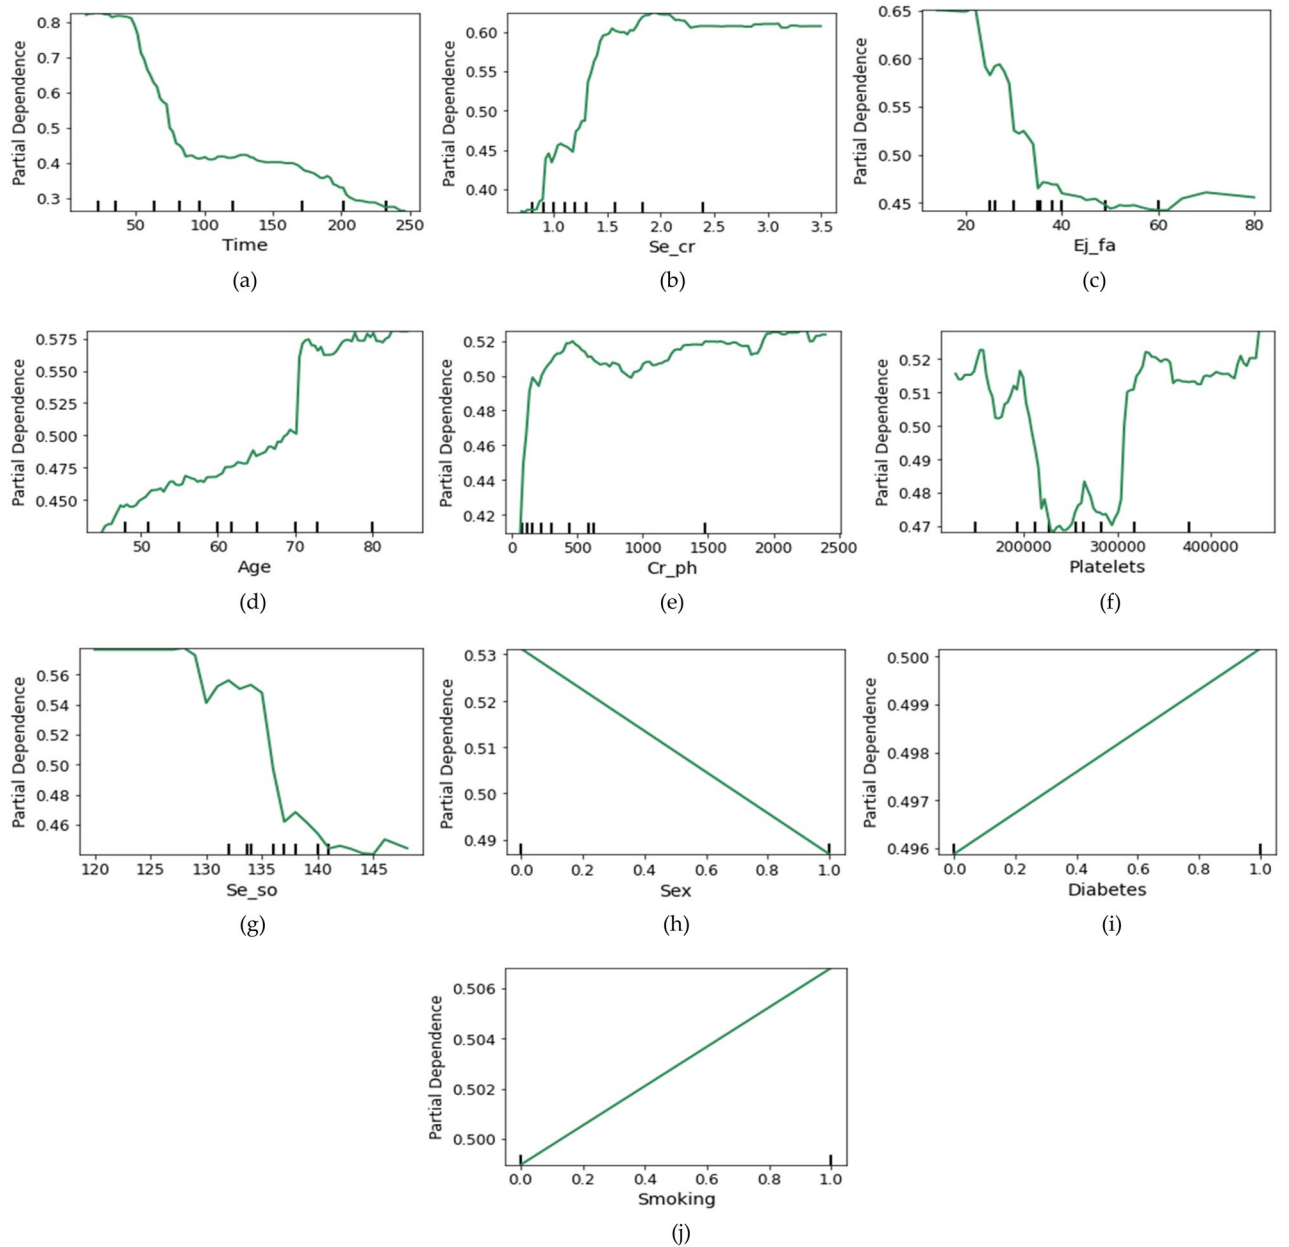 0.8
0.7
0.6
0.5
0.4
0.3
Partial Dependence
50 100 150 200 250
Time
(a)
0.60
0.55
0.50
0.45
0.40
Partial Dependence
1.0 1.5 2.0 2.5 3.0 3.5
Se_cr
(b)
0.65
0.60
0.55
0.50
0.45
Partial Dependence
20 40 60 80
Ej_fa
(c)
0.575
0.550
0.525
0.500
0.475
0.450
Partial Dependence
50 60 70 80
Age
(d)
0.52
0.50
0.48
0.46
0.44
0.42
Partial Dependence
0 500 1000 1500 2000 2500
Cr_ph
(e)
0.52
0.51
0.50
0.49
0.48
0.47
Partial Dependence
200000 300000 400000
Platelets
(f)
0.56
0.54
0.52
0.50
0.48
0.46
Partial Dependence
120 125 130 135 140 145
Se_so
(g)
0.53
0.52
0.51
0.50
0.49
Partial Dependence
0.0 0.2 0.4 0.6 0.8 1.0
Sex
(h)
0.500
0.499
0.498
0.497
0.496
Partial Dependence
0.0 0.2 0.4 0.6 0.8 1.0
Diabetes
(i)
0.506
0.504
0.502
0.500
Partial Dependence
0.0 0.2 0.4 0.6 0.8 1.0
Smoking
(j)